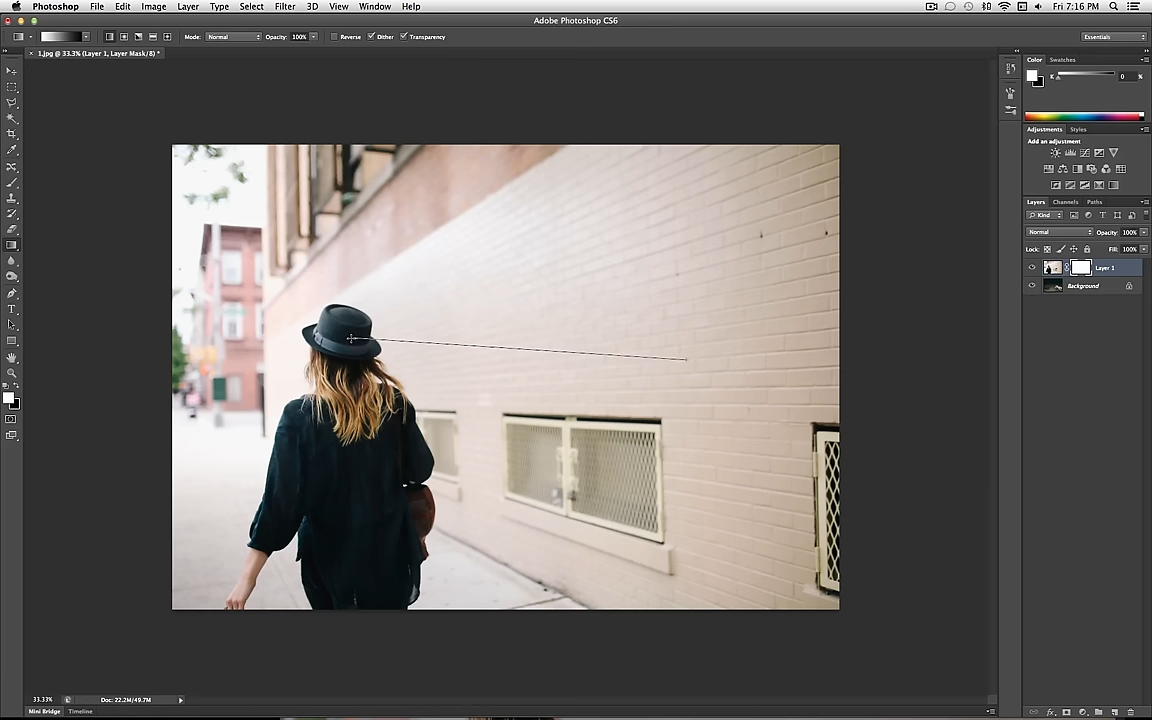 Photoshop File Edit Image Layer Type Select Filter 3D View Window Help Fri 7:16 PM
Adobe Photoshop CS6
Mode: Normal Opacity: 100% Reverse Dither Transparency Essentials
× 1.jpg @ 33.3% (Layer 1, Layer Mask/8) *
Color Swatches
K 0 %
Adjustments Styles
Add an adjustment
Layers Channels Paths
Kind
Normal Opacity: 100%
Lock: Fill: 100%
Layer 1
Background
33.33% Doc: 22.2M/49.7M
Mini Bridge Timeline